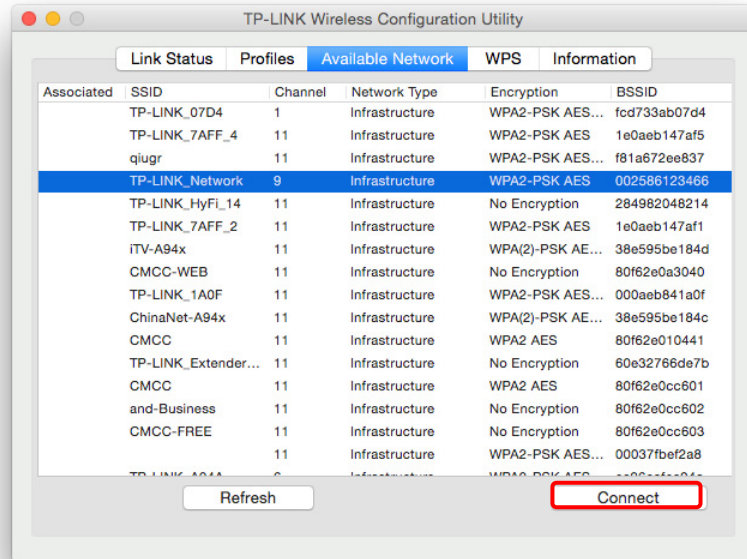 TP-LINK Wireless Configuration Utility
Link Status Profiles Available Network WPS Information
Associated SSID Channel Network Type Encryption BSSID
TP-LINK_07D4 1 Infrastructure WPA2-PSK AES... fcd733ab07d4
TP-LINK_7AFF_4 11 Infrastructure WPA2-PSK AES... 1e0aeb147af5
qiugr 11 Infrastructure WPA2-PSK AES... f81a672ee837
TP-LINK_Network 9 Infrastructure WPA2-PSK AES 002586123466
TP-LINK_HyFi_14 11 Infrastructure No Encryption 284982048214
TP-LINK_7AFF_2 11 Infrastructure WPA2-PSK AES 1e0aeb147af1
iTV-A94x 11 Infrastructure WPA(2)-PSK AE... 38e595be184d
CMCC-WEB 11 Infrastructure No Encryption 80f62e0a3040
TP-LINK_1A0F 11 Infrastructure WPA2-PSK AES... 000aeb841a0f
ChinaNet-A94x 11 Infrastructure WPA(2)-PSK AE... 38e595be184c
CMCC 11 Infrastructure WPA2 AES 80f62e010441
TP-LINK_Extender... 11 Infrastructure No Encryption 60e32766de7b
CMCC 11 Infrastructure WPA2 AES 80f62e0cc601
and-Business 11 Infrastructure No Encryption 80f62e0cc602
CMCC-FREE 11 Infrastructure No Encryption 80f62e0cc603
11 Infrastructure WPA2-PSK AES... 00037fbef2a8
Refresh Connect